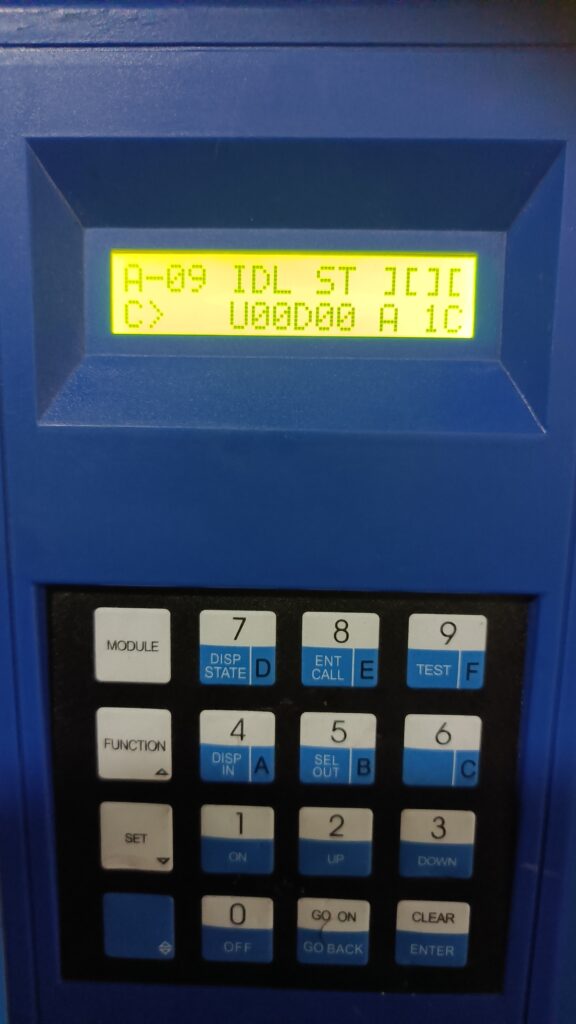 A-09 IDL ST ][][
C> U00D00 A 1C
MODULE
7
DISP STATE D
8
ENT CALL E
9
TEST F
FUNCTION
4
DISP IN A
5
SEL OUT B
6
C
SET
1
ON
2
UP
3
DOWN
0
OFF
GO ON
GO BACK
CLEAR
ENTER